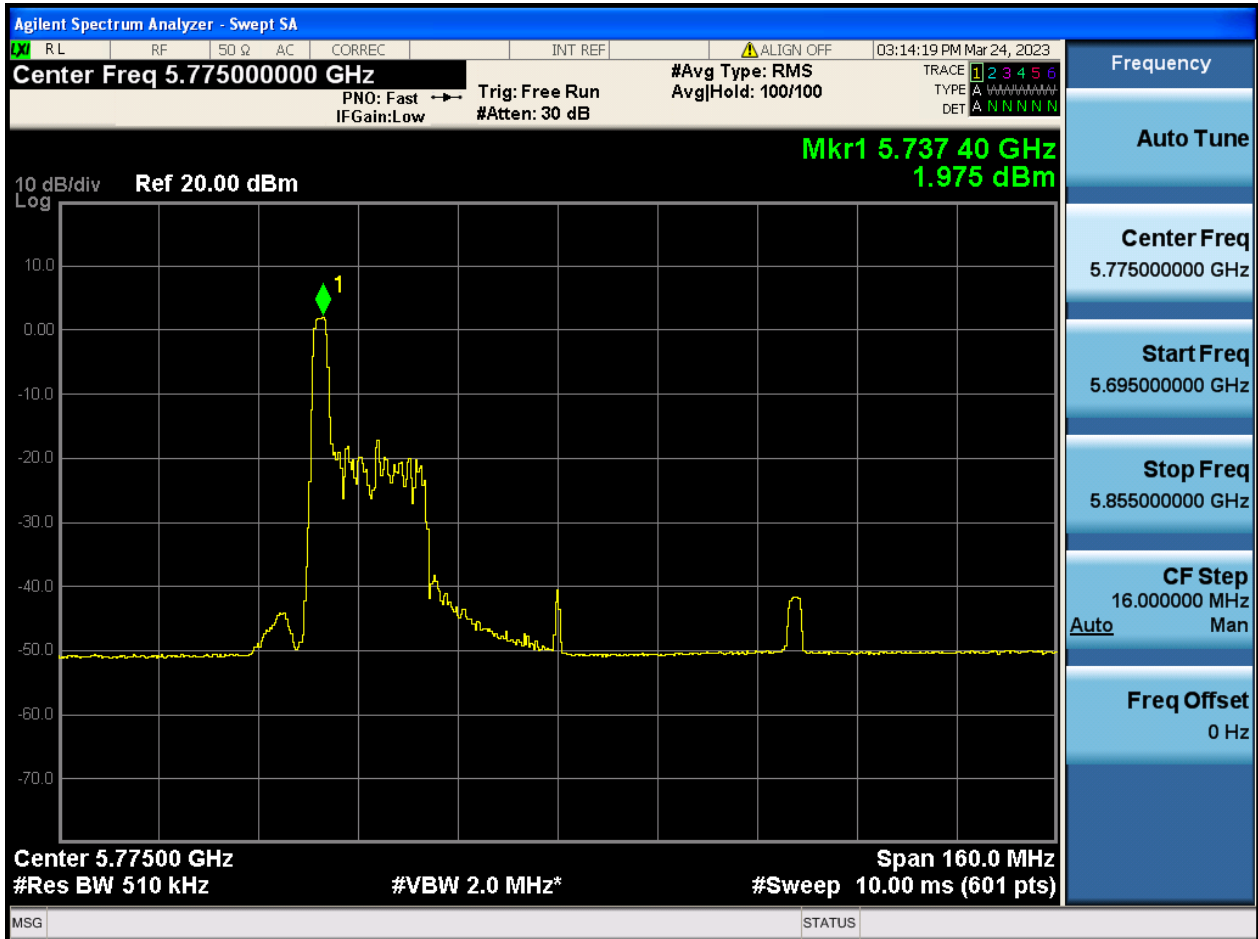 Agilent Spectrum Analyzer - Swept SA
LXI RL RF 50 Ω AC CORREC INT REF ALIGN OFF 03:14:19 PM Mar 24, 2023
Center Freq 5.775000000 GHz
PNO: Fast
IFGain:Low
Trig: Free Run
#Atten: 30 dB
#Avg Type: RMS
Avg|Hold: 100/100
TRACE 1 2 3 4 5 6
TYPE A WWWWW
DET A N N N N N
Mkr1 5.737 40 GHz
1.975 dBm
10 dB/div Ref 20.00 dBm
Log
10.0
0.00
-10.0
-20.0
-30.0
-40.0
-50.0
-60.0
-70.0
1
Center 5.77500 GHz Span 160.0 MHz
#Res BW 510 kHz #VBW 2.0 MHz* #Sweep 10.00 ms (601 pts)
MSG STATUS
Frequency
Auto Tune
Center Freq
5.775000000 GHz
Start Freq
5.695000000 GHz
Stop Freq
5.855000000 GHz
CF Step
16.000000 MHz
Auto Man
Freq Offset
0 Hz